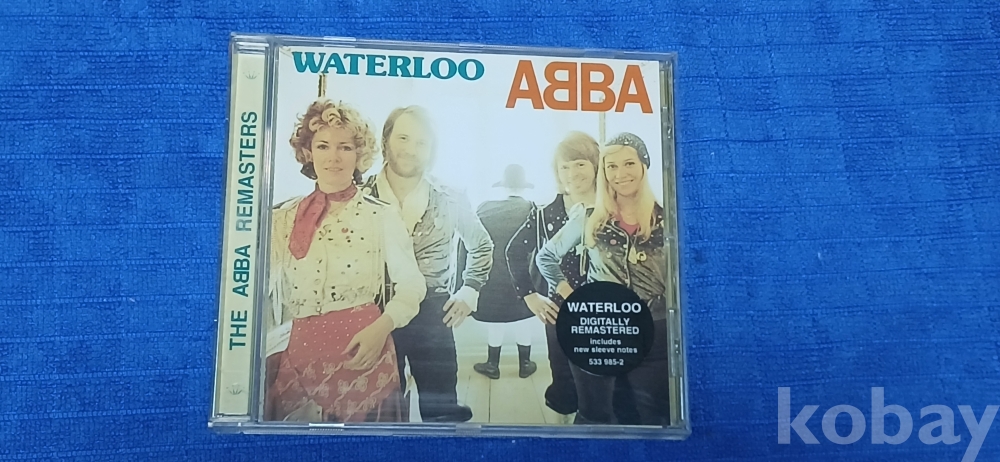 WATERLOO
ABBA
THE ABBA REMASTERS
WATERLOO
DIGITALLY
REMASTERED
includes
new sleeve notes
533 985-2
kobay